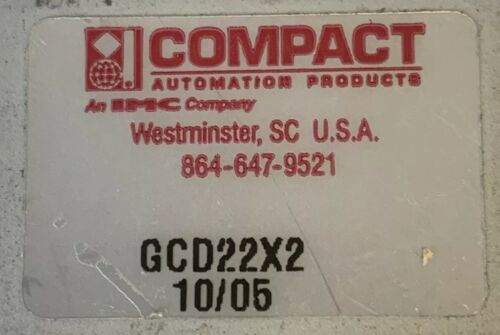 COMPACT
AUTOMATION PRODUCTS
An IMC Company
Westminster, SC U.S.A.
864-647-9521
GCD22X2
10/05